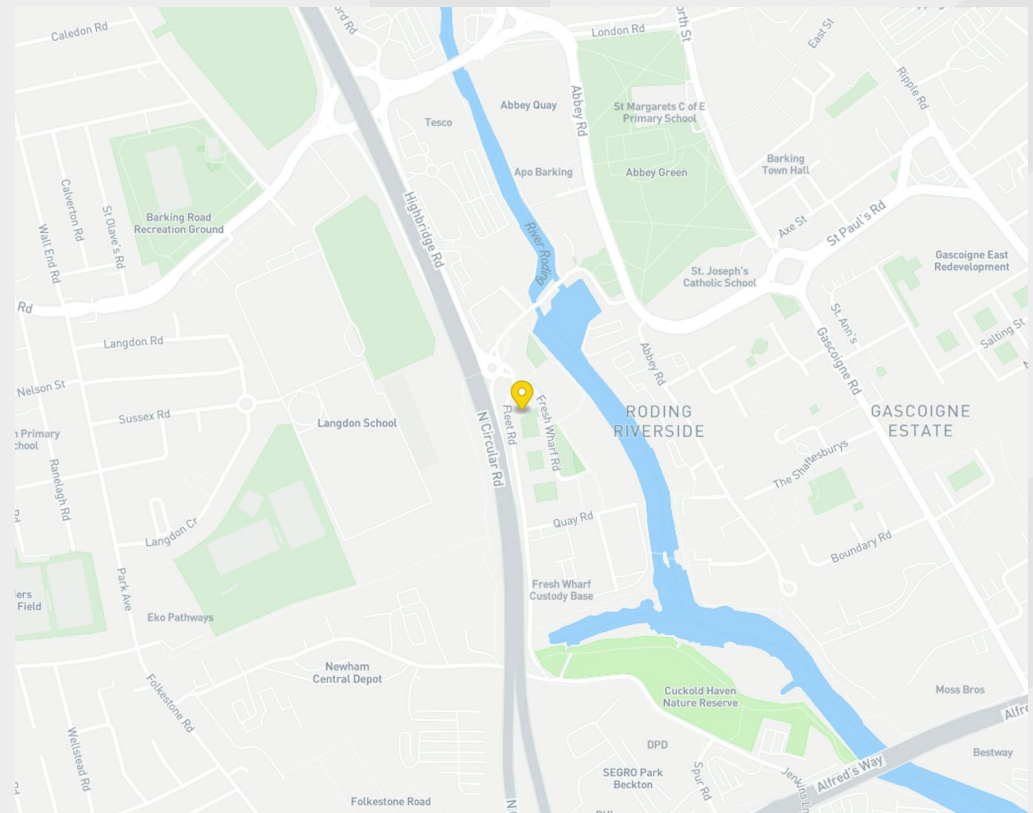 Caledon Rd
London Rd
East St
Ripple Rd
Abbey Quay
Abbey Rd
St Margarets C of E
Primary School
Tesco
Apo Barking
Abbey Green
Barking
Town Hall
Calverton Rd
St Olave's Rd
Wall End Rd
Barking Road
Recreation Ground
Highbridge Rd
River Roding
Axe St
St Paul's Rd
St. Joseph's
Catholic School
Gascoigne East
Redevelopment
Rd
Langdon Rd
Abbey Rd
St. Ann's
Salting St.
Gascoigne Rd
Nelson St
Sussex Rd
Langdon School
Fleet Rd
Fresh Wharf Rd
N Circular Rd
RODING
RIVERSIDE
GASCOIGNE
ESTATE
Primary
Ranelagh Rd
The Shaftesburys
Langdon Cr
Quay Rd
Boundary Rd
Park Ave
Field
Fresh Wharf
Custody Base
Eko Pathways
Newham
Central Depot
Folkestone Rd
Cuckold Haven
Nature Reserve
Moss Bros
Wellstead Rd
DPD
SEGRO Park
Beckton
Spur Rd
Alfred's Way
Bestway
Folkestone Road